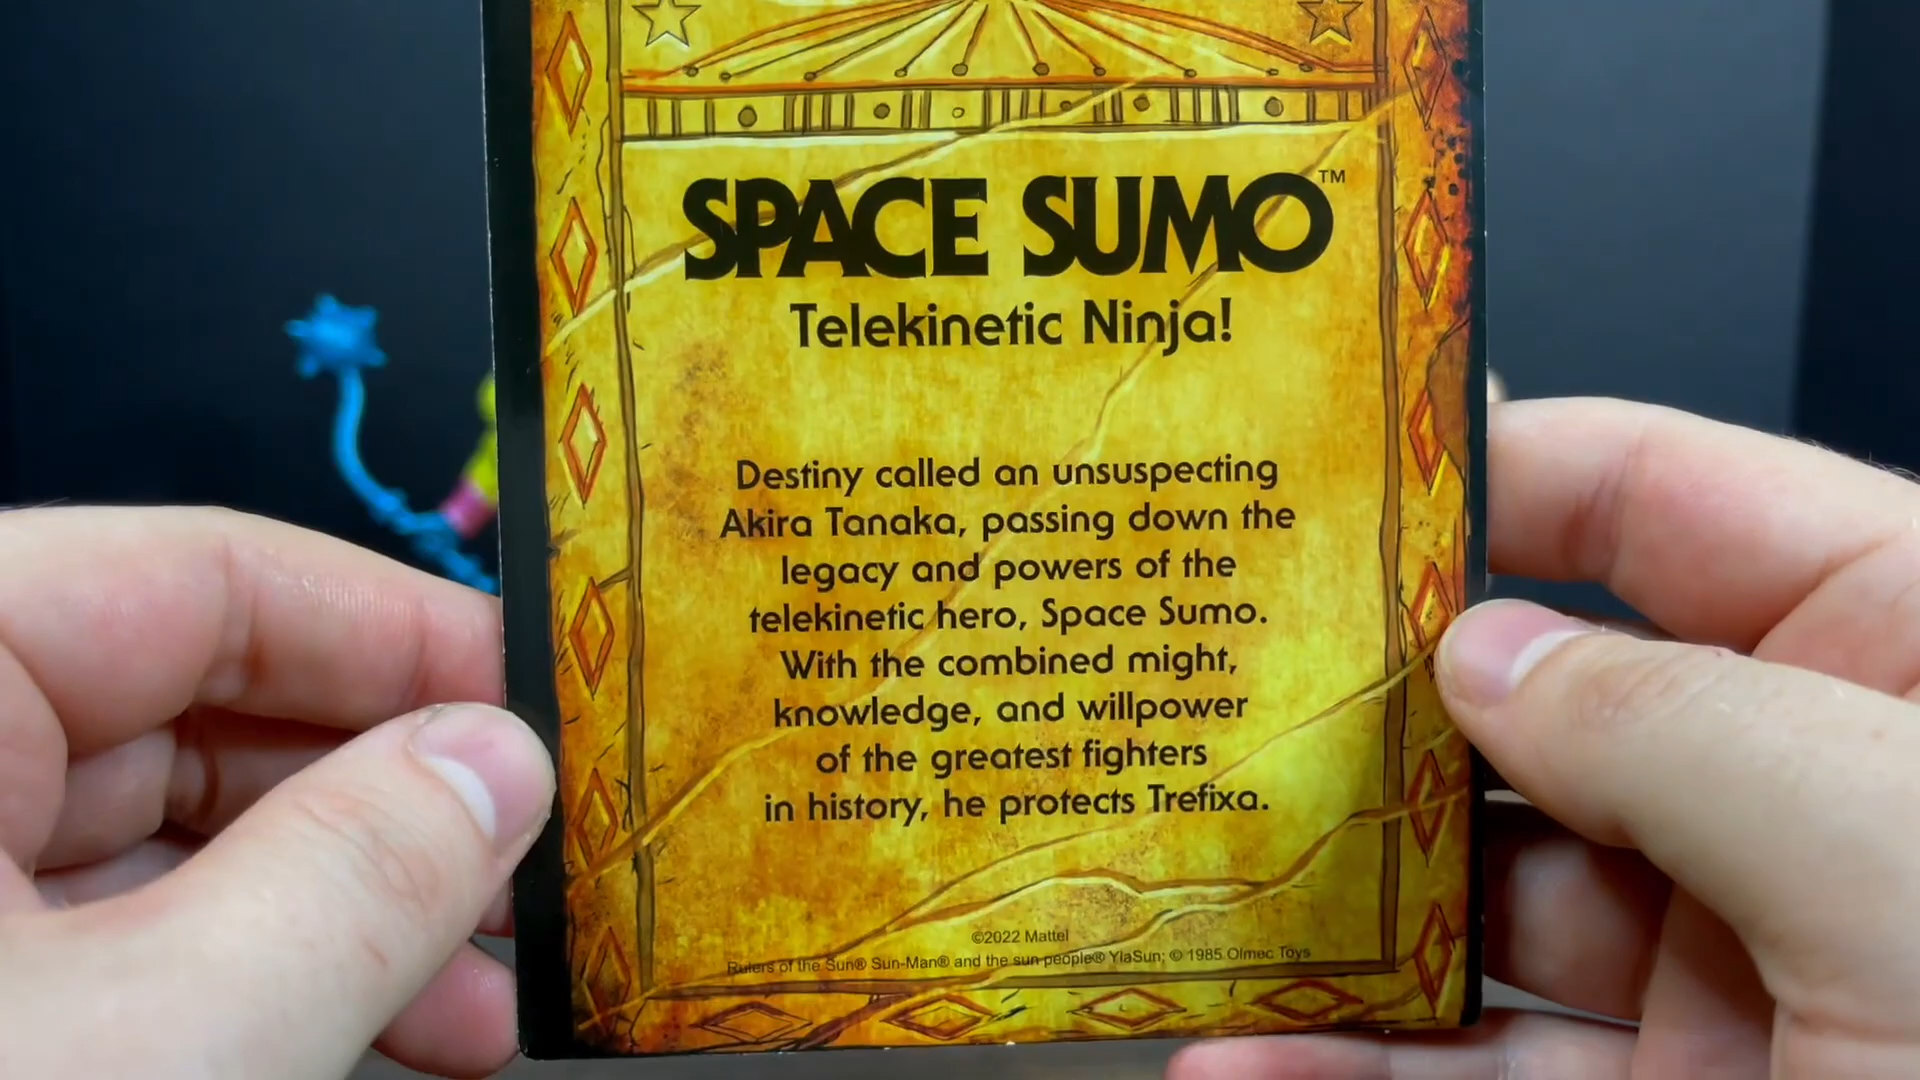 SPACE SUMO™
Telekinetic Ninja!
Destiny called an unsuspecting
Akira Tanaka, passing down the
legacy and powers of the
telekinetic hero, Space Sumo.
With the combined might,
knowledge, and willpower
of the greatest fighters
in history, he protects Trefixa.
©2022 Mattel
Rulers of the Sun® Sun-Man® and the sun people® YlaSun; © 1985 Olmec Toys